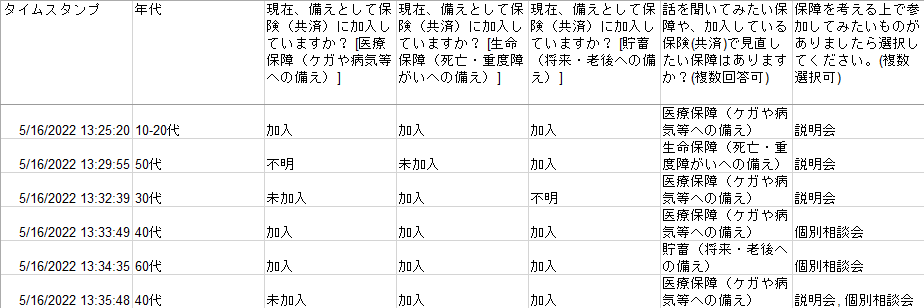 タイムスタンプ
年代
現在、備えとして保
険（共済）に加入し
ていますか？ [医療
保障（ケガや病気等
への備え）]
現在、備えとして保
険（共済）に加入し
ていますか？ [生命
保障（死亡・重度障
がいへの備え）]
現在、備えとして保
険（共済）に加入し
ていますか？ [貯蓄
（将来・老後への備
え）]
話を聞いてみたい保
障や、加入している
保険(共済)で見直し
たい保障はあります
か？(複数回答可)
保障を考える上で参
加してみたいものが
ありましたら選択し
てください。(複数
選択可)
5/16/2022 13:25:20
10-20代
加入
加入
加入
医療保障（ケガや病
気等への備え）
説明会
5/16/2022 13:29:55
50代
不明
未加入
加入
生命保障（死亡・重
度障がいへの備え）
説明会
5/16/2022 13:32:39
30代
未加入
加入
不明
医療保障（ケガや病
気等への備え）
説明会
5/16/2022 13:33:49
40代
加入
加入
加入
医療保障（ケガや病
気等への備え）
個別相談会
5/16/2022 13:34:35
60代
加入
加入
加入
貯蓄（将来・老後へ
の備え）
個別相談会
5/16/2022 13:35:48
40代
未加入
加入
加入
医療保障（ケガや病
気等への備え）
説明会, 個別相談会